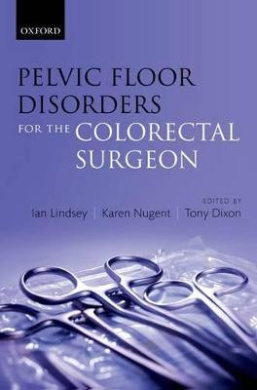 OXFORD
PELVIC FLOOR
DISORDERS
FOR THE COLORECTAL
SURGEON
EDITED BY
Ian Lindsey | Karen Nugent | Tony Dixon